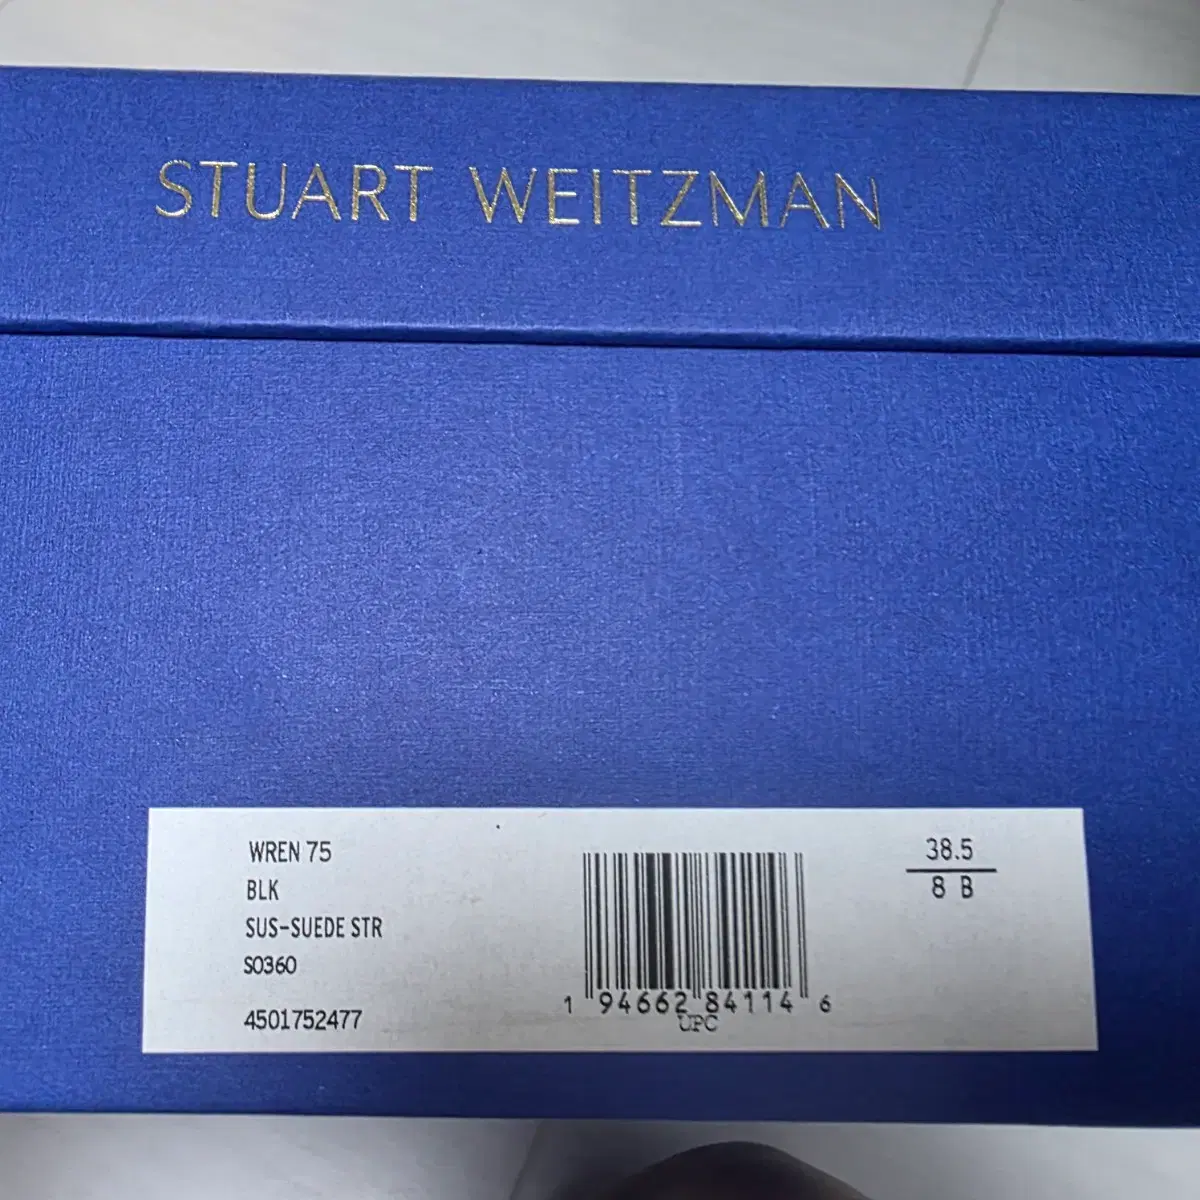 STUART WEITZMAN
WREN 75
BLK
SUS-SUEDE STR
S0360
4501752477
1 94662 84114 6
UPC
38.5
8 B